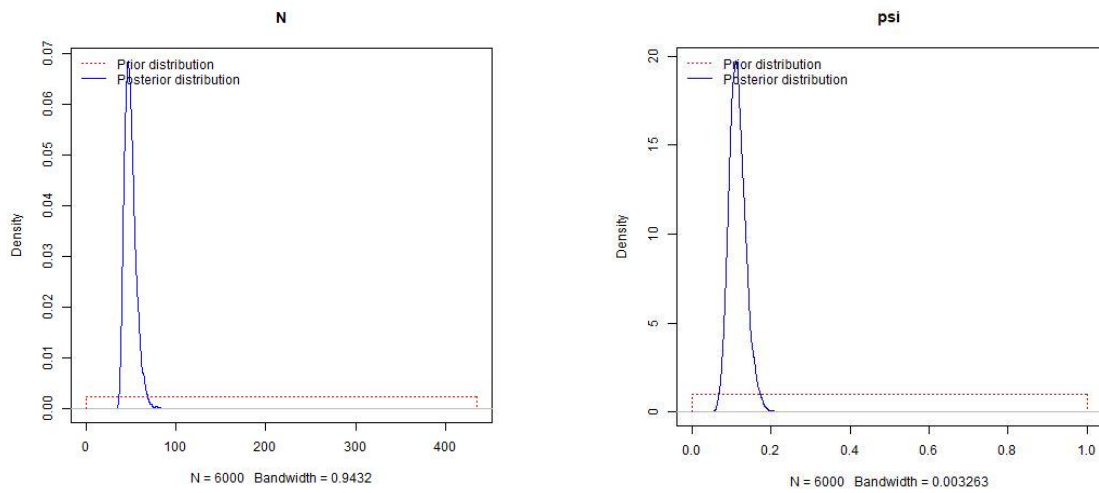 N
Prior distribution
Posterior distribution
Density
0.00
0.01
0.02
0.03
0.04
0.05
0.06
0.07
0
100
200
300
400
N = 6000 Bandwidth = 0.9432
psi
Prior distribution
Posterior distribution
Density
0
5
10
15
20
0.0
0.2
0.4
0.6
0.8
1.0
N = 6000 Bandwidth = 0.003263